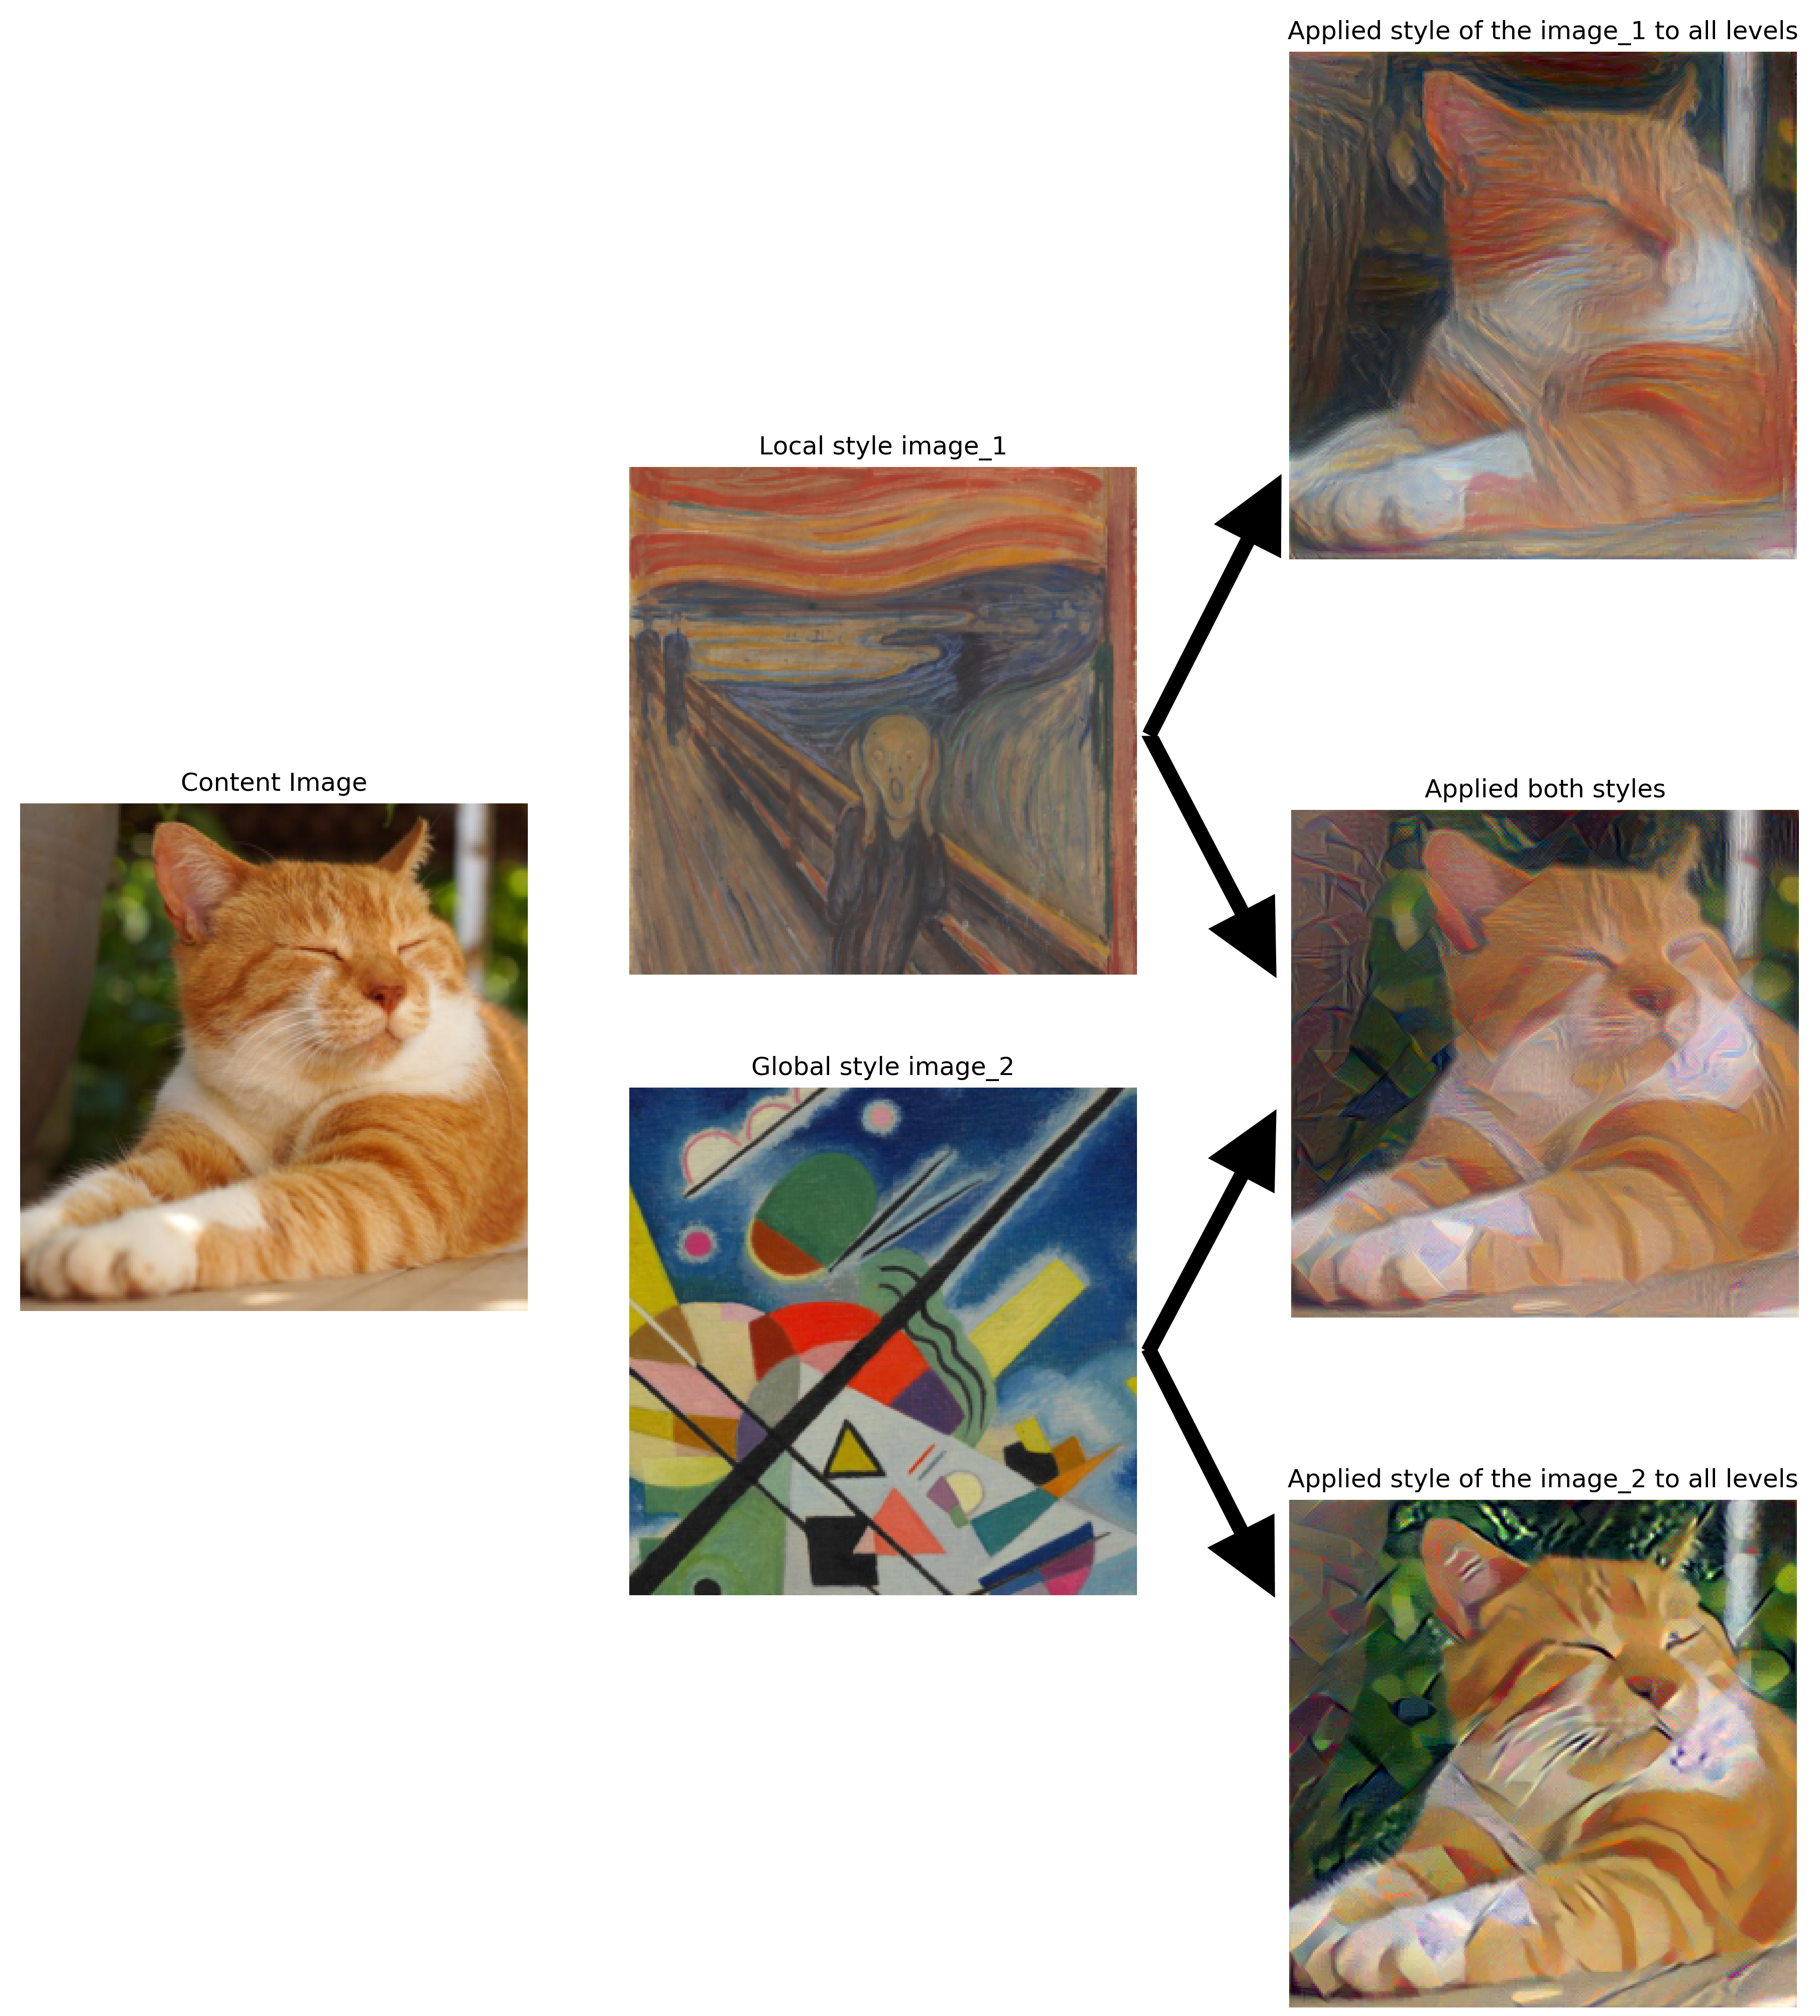 Applied style of the image_1 to all levels
Local style image_1
Content Image
Applied both styles
Global style image_2
Applied style of the image_2 to all levels